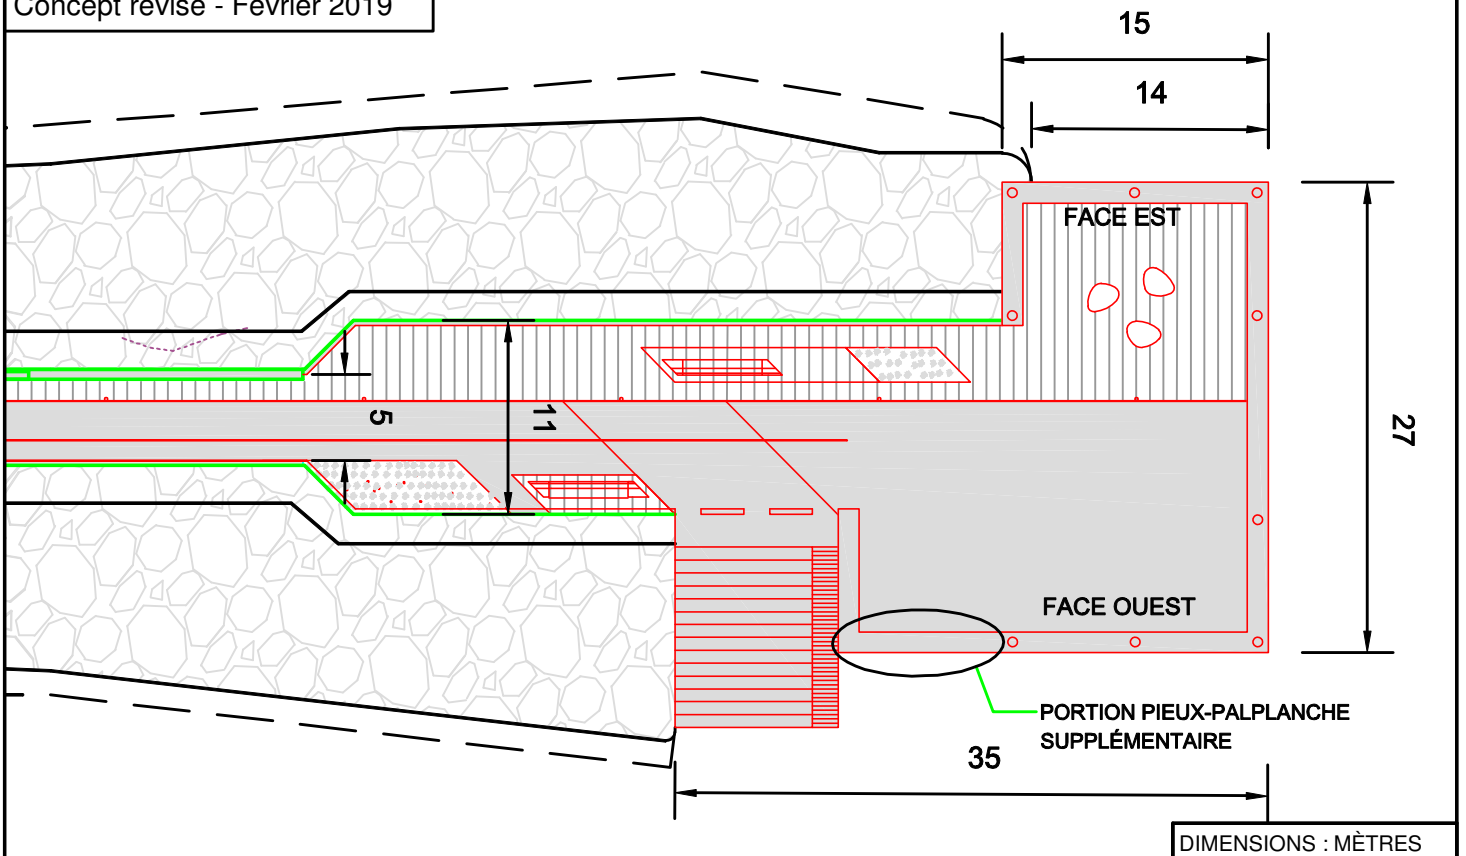 Concept révisé - Février 2019
15
14
FACE EST
5
11
27
FACE OUEST
PORTION PIEUX-PALPLANCHE
SUPPLÉMENTAIRE
35
DIMENSIONS : MÈTRES